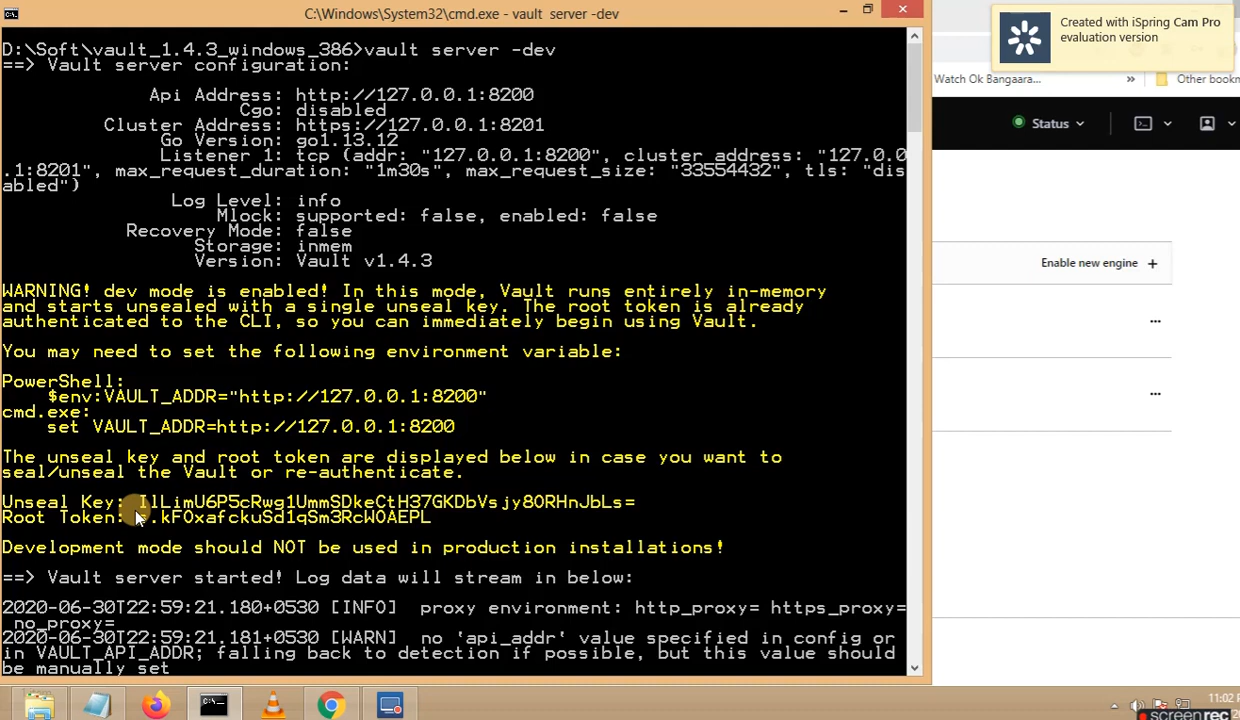 C:\Windows\System32\cmd.exe - vault server -dev
D:\Soft\vault_1.4.3_windows_386>vault server -dev
==> Vault server configuration:
Api Address: http://127.0.0.1:8200
Cgo: disabled
Cluster Address: https://127.0.0.1:8201
Go Version: go1.13.12
Listener 1: tcp (addr: "127.0.0.1:8200", cluster address: "127.0.0
.1:8201", max_request_duration: "1m30s", max_request_size: "33554432", tls: "dis
abled")
Log Level: info
Mlock: supported: false, enabled: false
Recovery Mode: false
Storage: inmem
Version: Vault v1.4.3
WARNING! dev mode is enabled! In this mode, Vault runs entirely in-memory
and starts unsealed with a single unseal key. The root token is already
authenticated to the CLI, so you can immediately begin using Vault.
You may need to set the following environment variable:
PowerShell:
$env:VAULT_ADDR="http://127.0.0.1:8200"
cmd.exe:
set VAULT_ADDR=http://127.0.0.1:8200
The unseal key and root token are displayed below in case you want to
seal/unseal the Vault or re-authenticate.
Unseal Key: IlLimU6P5cRwg1UmmSDkeCtH37GKDbVsjy8ORHnJbLs=
Root Token: .kFOxafckuSd1qSm3RcWOAEPL
Development mode should NOT be used in production installations!
==> Vault server started! Log data will stream in below:
2020-06-30T22:59:21.180+0530 [INFO]  proxy environment: http_proxy= https_proxy=
no_proxy=
2020-06-30T22:59:21.181+0530 [WARN]  no 'api_addr' value specified in config or
in VAULT_API_ADDR; falling back to detection if possible, but this value should
be manually set
Created with iSpring Cam Pro
evaluation version
Watch Ok Bangaara...
» Other bookm
Status
Enable new engine +
...
...
11:02 P
screenrec